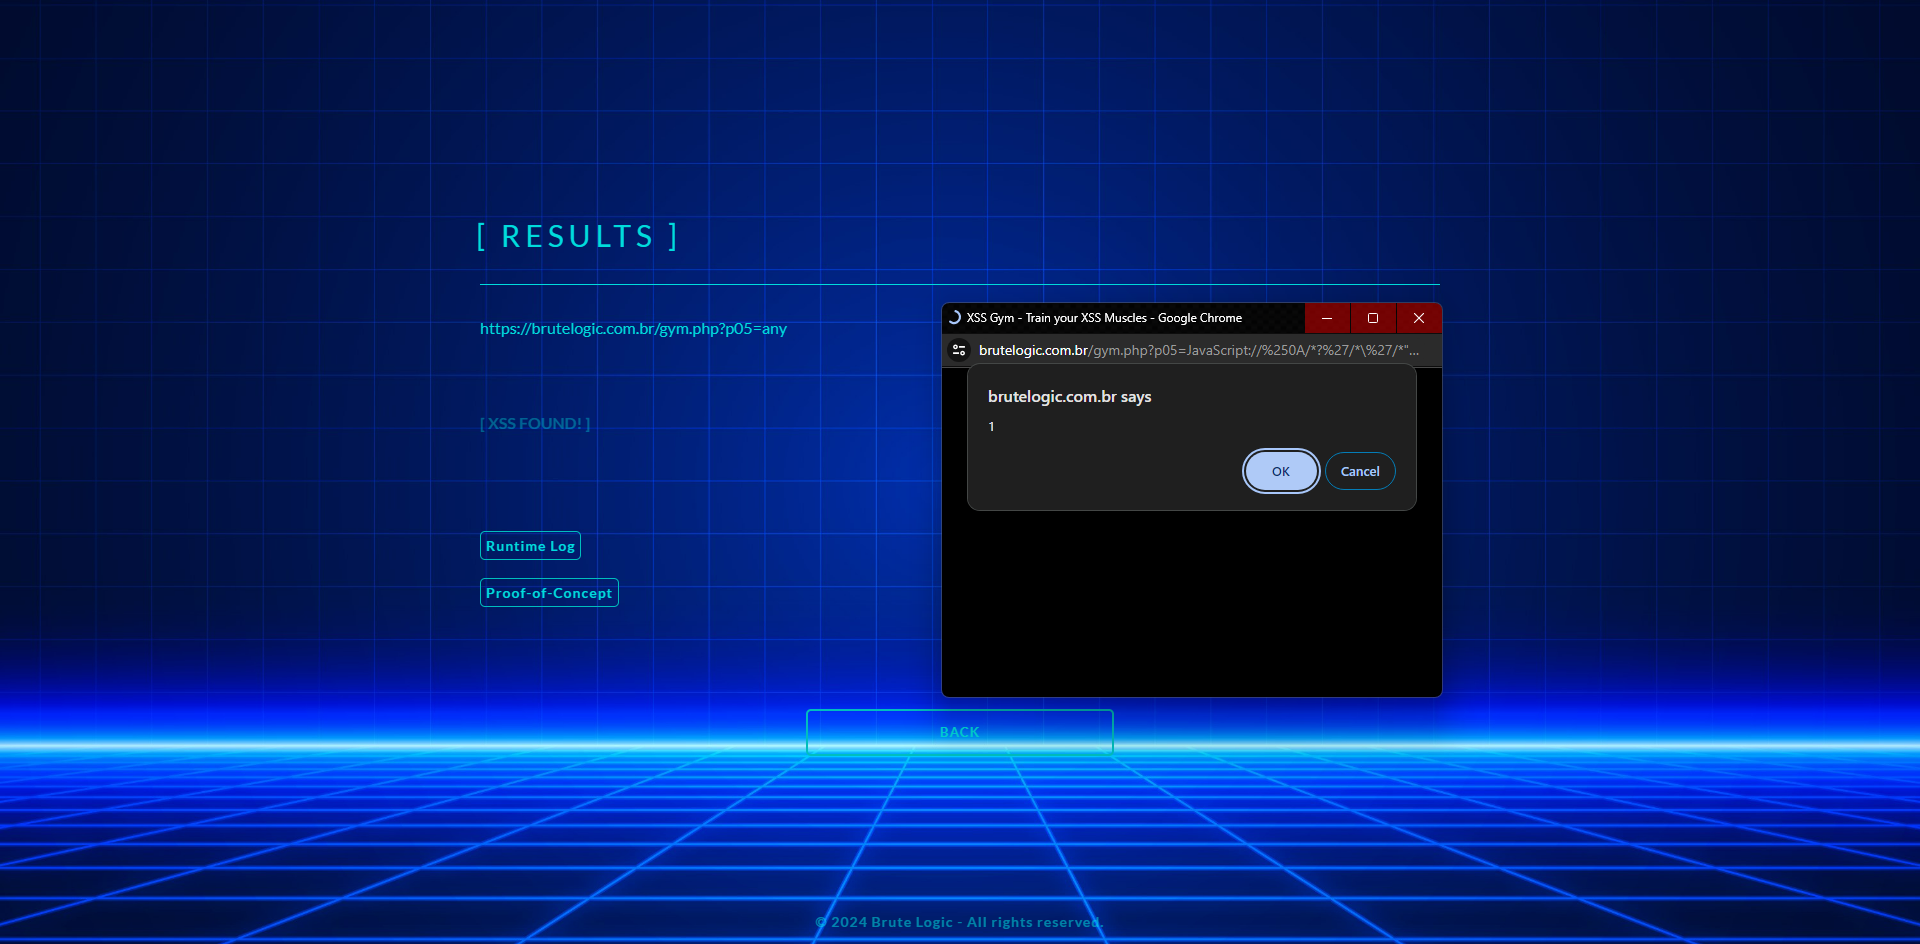 [ RESULTS ]
https://brutelogic.com.br/gym.php?p05=any
[ XSS FOUND! ]
Runtime Log
Proof-of-Concept
XSS Gym - Train your XSS Muscles - Google Chrome
brutelogic.com.br/gym.php?p05=JavaScript://%250A/*?%27/*\%27/*"...
brutelogic.com.br says
1
OK
Cancel
BACK
© 2024 Brute Logic - All rights reserved.